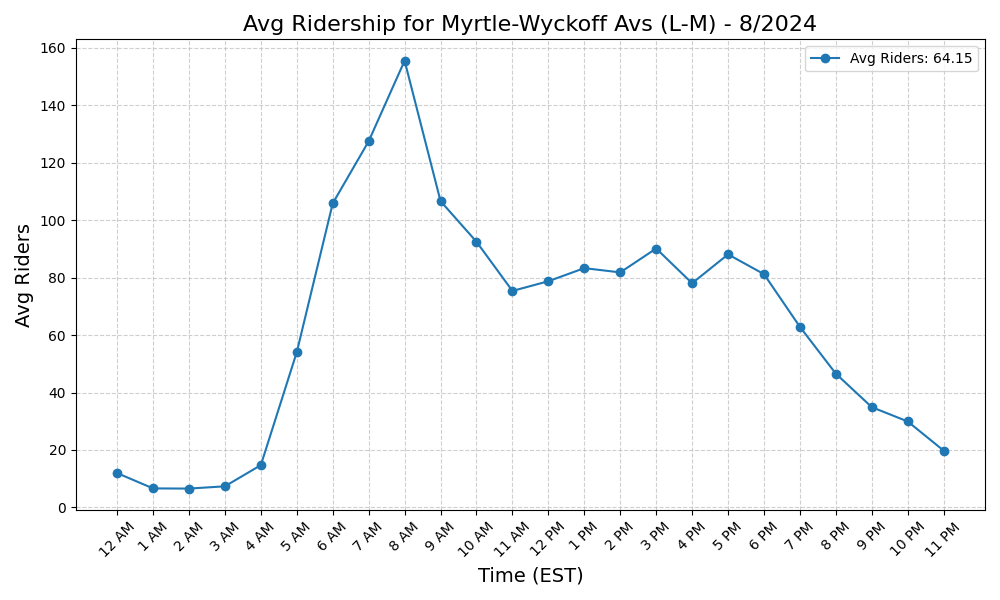 Avg Ridership for Myrtle-Wyckoff Avs (L-M) - 8/2024
Avg Riders: 64.15
Avg Riders
160
140
120
100
80
60
40
20
0
12 AM
1 AM
2 AM
3 AM
4 AM
5 AM
6 AM
7 AM
8 AM
9 AM
10 AM
11 AM
12 PM
1 PM
2 PM
3 PM
4 PM
5 PM
6 PM
7 PM
8 PM
9 PM
10 PM
11 PM
Time (EST)